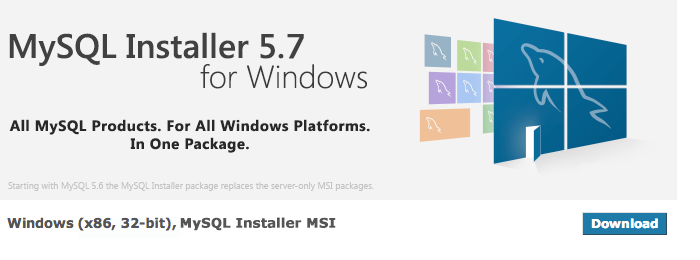 MySQL Installer 5.7
for Windows
All MySQL Products. For All Windows Platforms.
In One Package.
Starting with MySQL 5.6 the MySQL Installer package replaces the server-only MSI packages.
Windows (x86, 32-bit), MySQL Installer MSI
Download